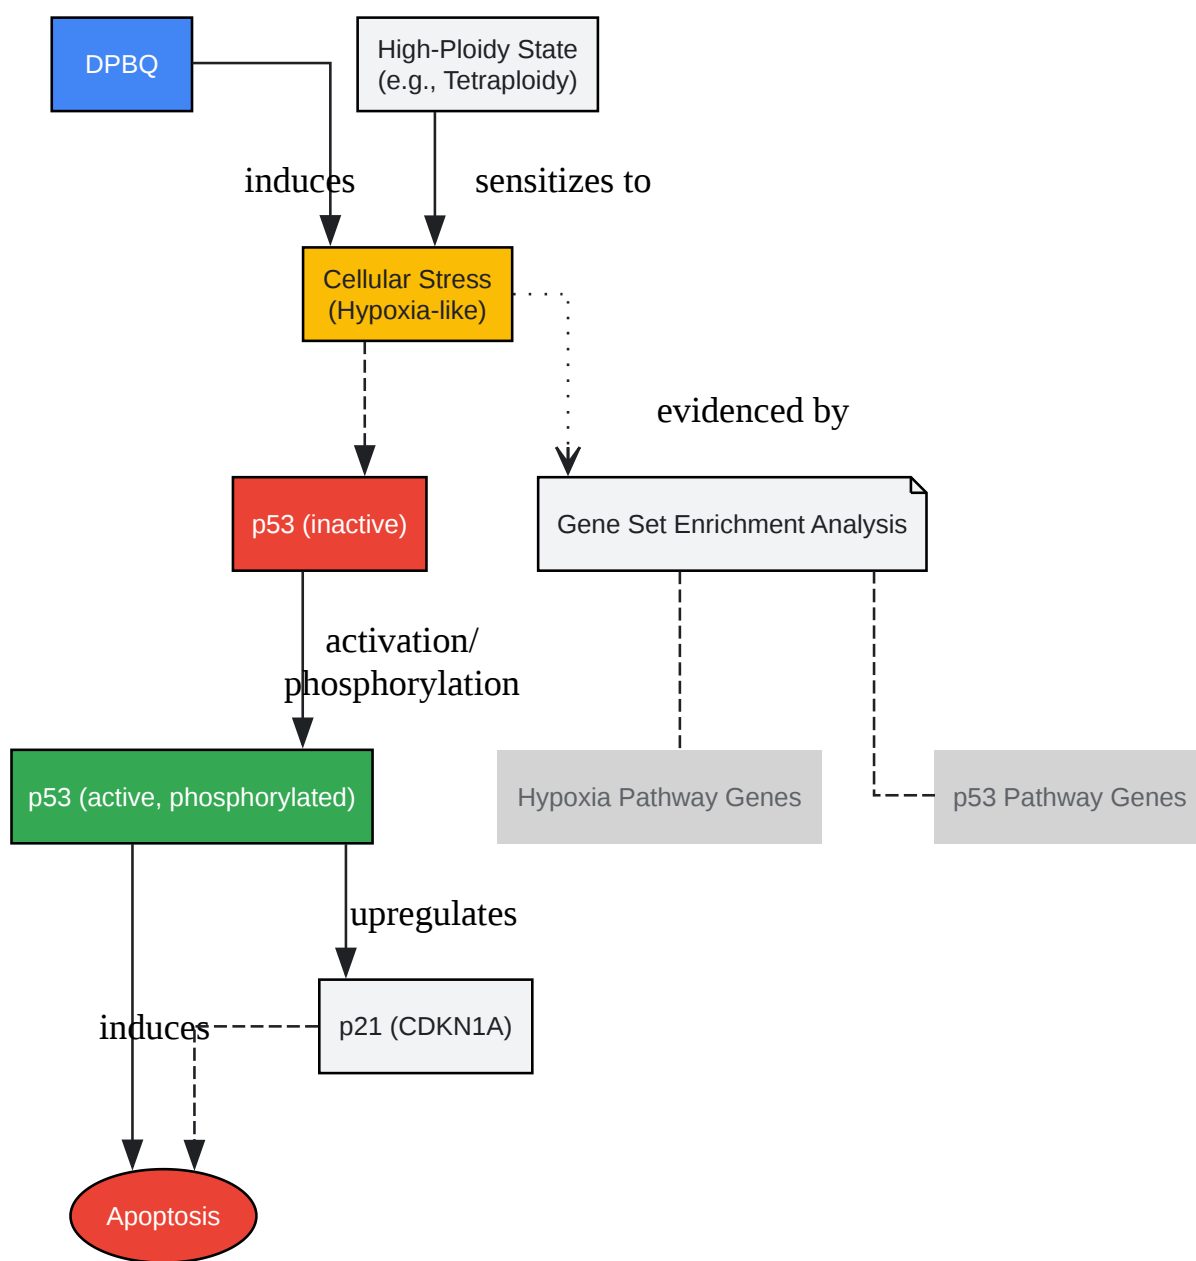 DPBQ
High-Ploidy State
(e.g., Tetraploidy)
induces
sensitizes to
Cellular Stress
(Hypoxia-like)
evidenced by
p53 (inactive)
Gene Set Enrichment Analysis
activation/
phosphorylation
p53 (active, phosphorylated)
Hypoxia Pathway Genes
p53 Pathway Genes
upregulates
induces
p21 (CDKN1A)
Apoptosis